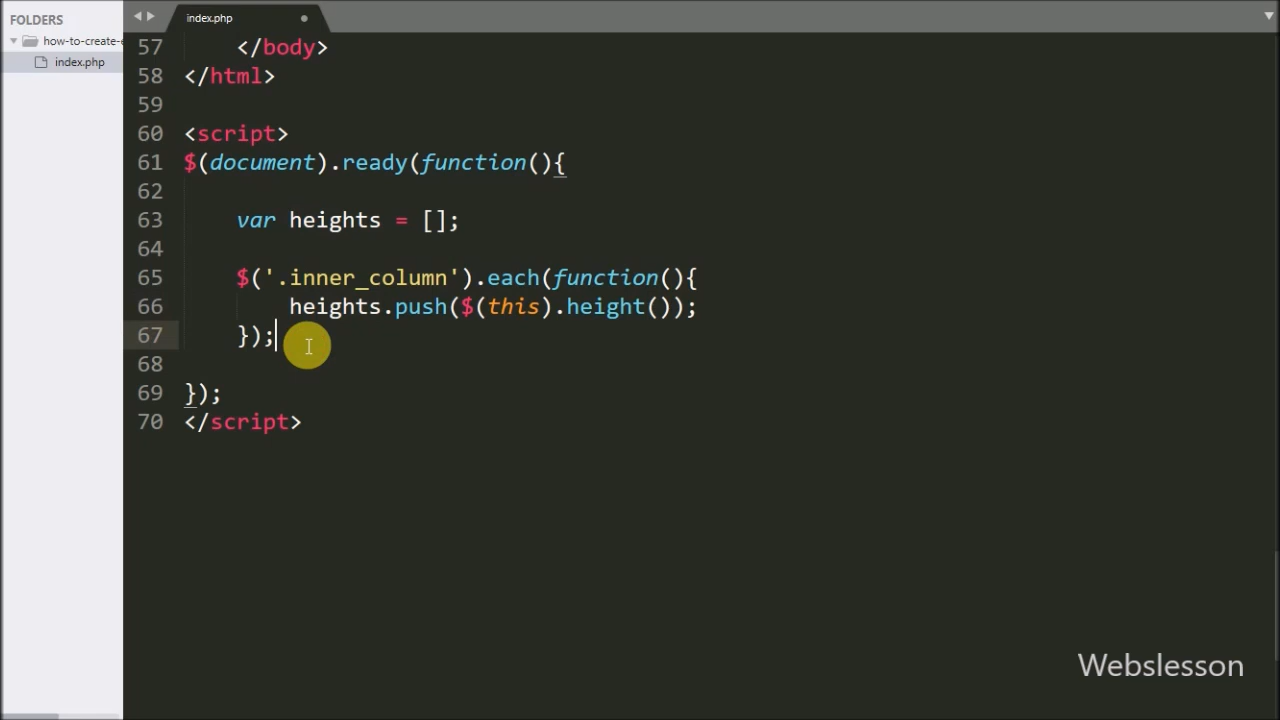 FOLDERS
how-to-create-e
index.php
index.php
57 </body>
58 </html>
59
60 <script>
61 $(document).ready(function(){
62
63 var heights = [];
64
65 $('.inner_column').each(function(){
66 heights.push($(this).height());
67 });
68
69 });
70 </script>
Webslesson